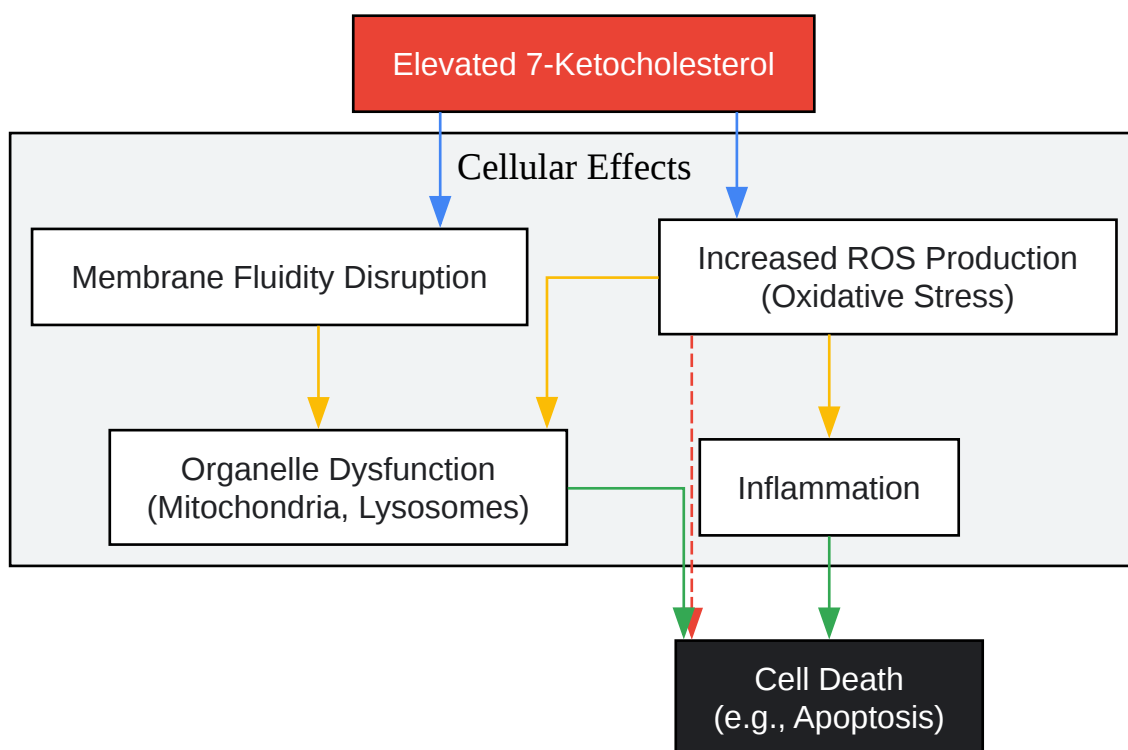 Elevated 7-Ketocholesterol
Cellular Effects
Membrane Fluidity Disruption
Increased ROS Production
(Oxidative Stress)
Organelle Dysfunction
(Mitochondria, Lysosomes)
Inflammation
Cell Death
(e.g., Apoptosis)